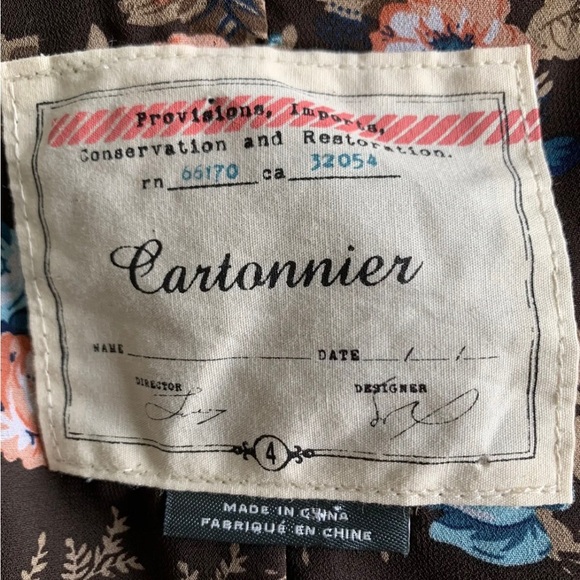 Provisions, Imports,
Conservation and Restoration.
rn 66170 ca 32054
Cartonnier
NAME DATE / /
DIRECTOR DESIGNER
4
MADE IN CHINA
FABRIQUÉ EN CHINE